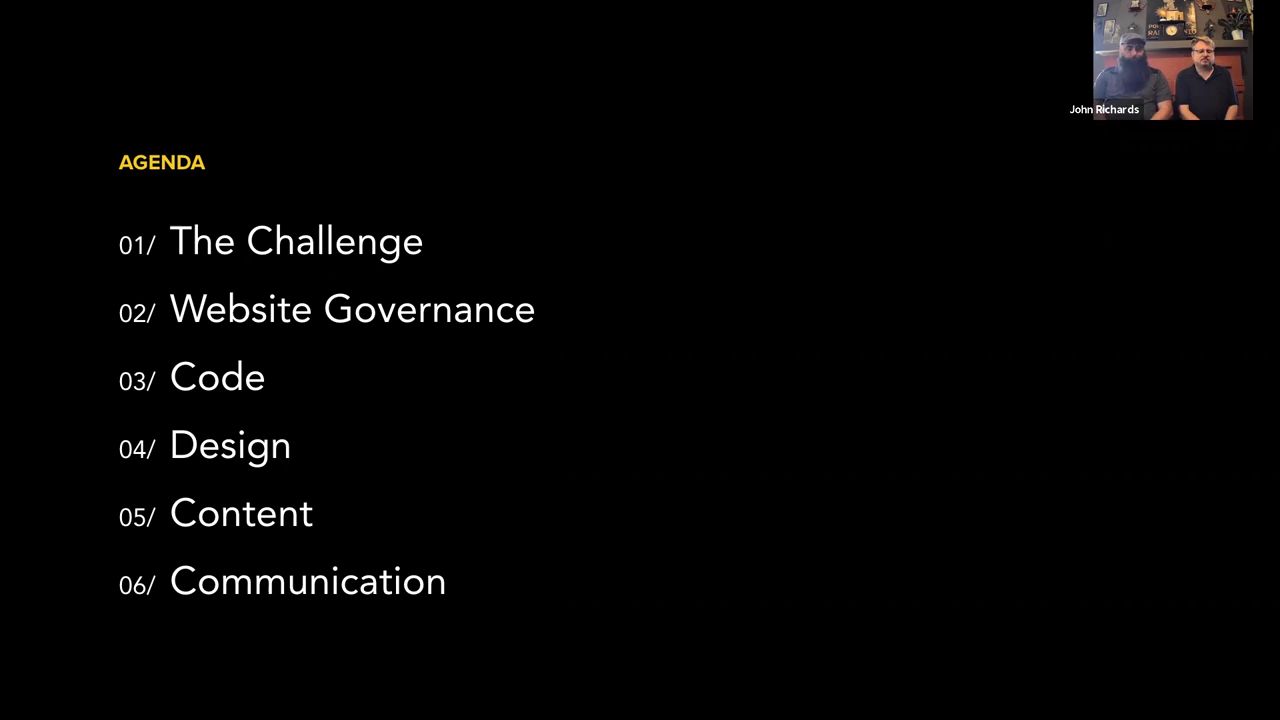 John Richards
AGENDA
01/ The Challenge
02/ Website Governance
03/ Code
04/ Design
05/ Content
06/ Communication